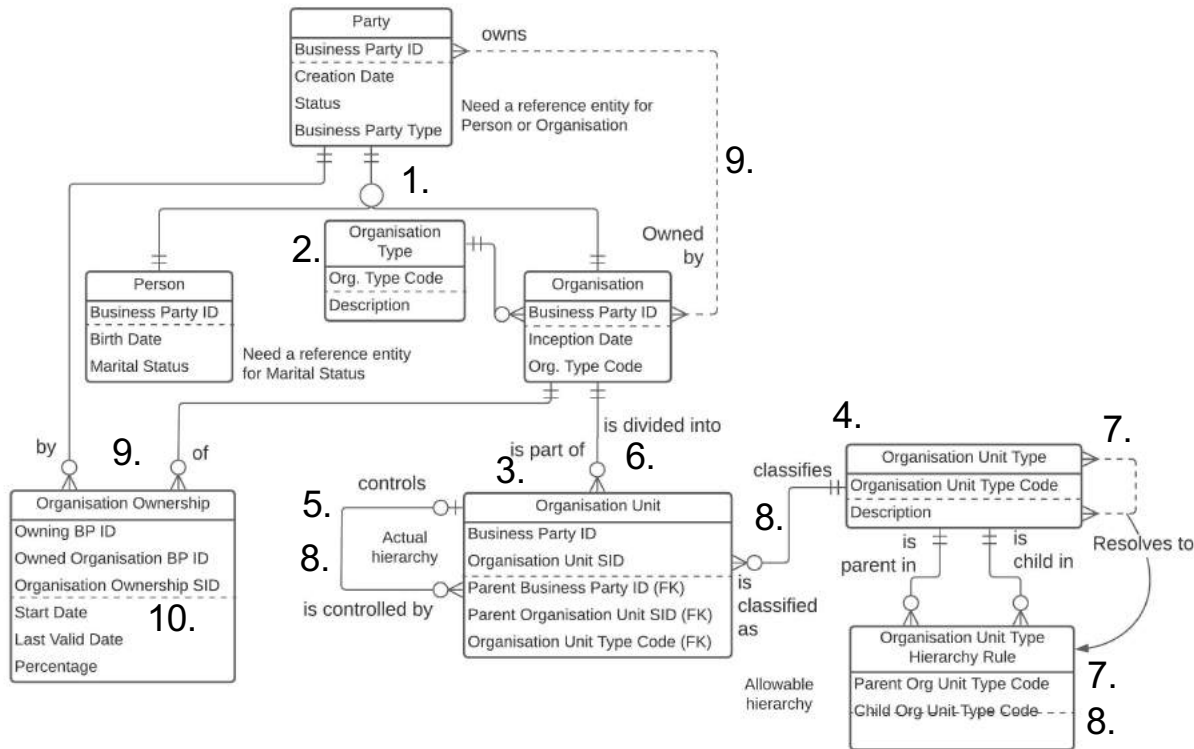 Party
Business Party ID
Creation Date
Status
Business Party Type
owns
Need a reference entity for
Person or Organisation
9.
1.
2.
Organisation
Type
Org. Type Code
Description
Owned
by
Person
Business Party ID
Birth Date
Marital Status
Need a reference entity
for Marital Status
Organisation
Business Party ID
Inception Date
Org. Type Code
by
9.
of
is divided into
is part of
6.
3.
4.
7.
Organisation Ownership
Owning BP ID
Owned Organisation BP ID
Organisation Ownership SID
Start Date
10.
Last Valid Date
Percentage
controls
5.
Actual
hierarchy
8.
is controlled by
Organisation Unit
Business Party ID
Organisation Unit SID
Parent Business Party ID (FK)
Parent Organisation Unit SID (FK)
Organisation Unit Type Code (FK)
classifies
8.
is
classified
as
Organisation Unit Type
Organisation Unit Type Code
Description
is
parent in
is
child in
Resolves to
Organisation Unit Type
Hierarchy Rule
Parent Org Unit Type Code
Child Org Unit Type Code
Allowable
hierarchy
7.
8.